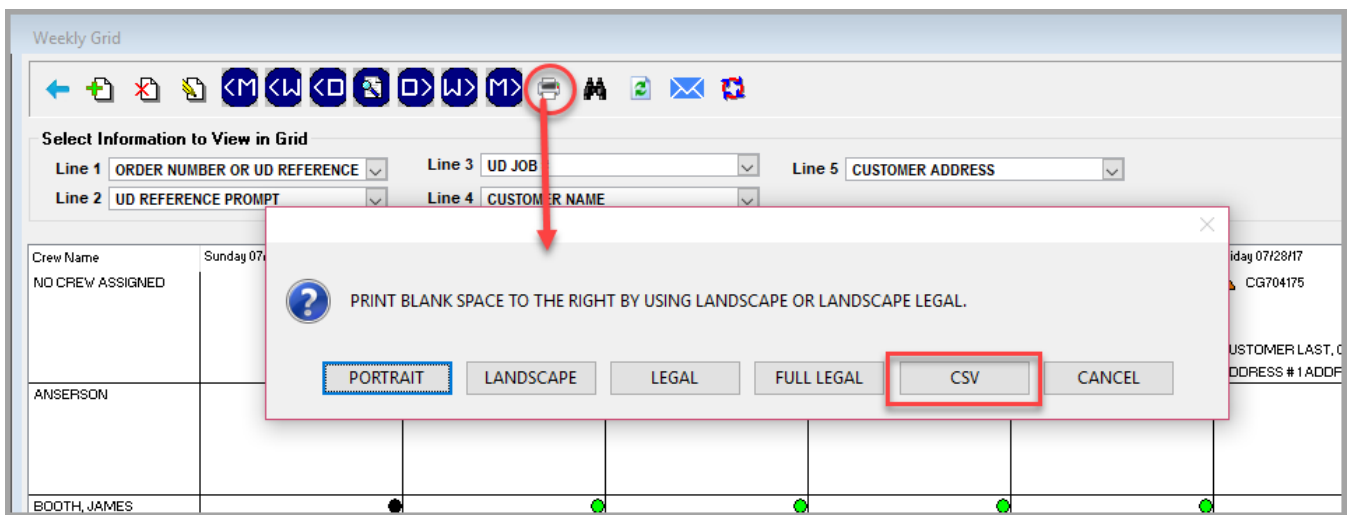 Weekly Grid
<M <W <D D> W> M>
Select Information to View in Grid
Line 1 ORDER NUMBER OR UD REFERENCE Line 3 UD JOB Line 5 CUSTOMER ADDRESS
Line 2 UD REFERENCE PROMPT Line 4 CUSTOMER NAME
Crew Name Sunday 07/ iday 07/28/17
NO CREW ASSIGNED CG704175
PRINT BLANK SPACE TO THE RIGHT BY USING LANDSCAPE OR LANDSCAPE LEGAL.
USTOMER LAST, C
PORTRAIT LANDSCAPE LEGAL FULL LEGAL CSV CANCEL
DDRESS # 1 ADDR
ANSERSON
BOOTH, JAMES